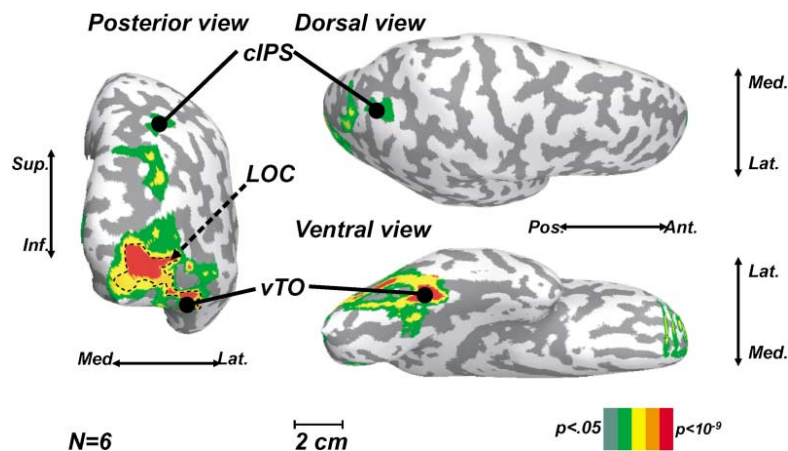 Posterior view
Dorsal view
cIPS
Med.
Sup.
LOC
Lat.
Inf.
Ventral view
Pos.
Ant.
vTO
Lat.
Med.
Med.
Lat.
N=6
2 cm
p<.05
p<10⁻⁹